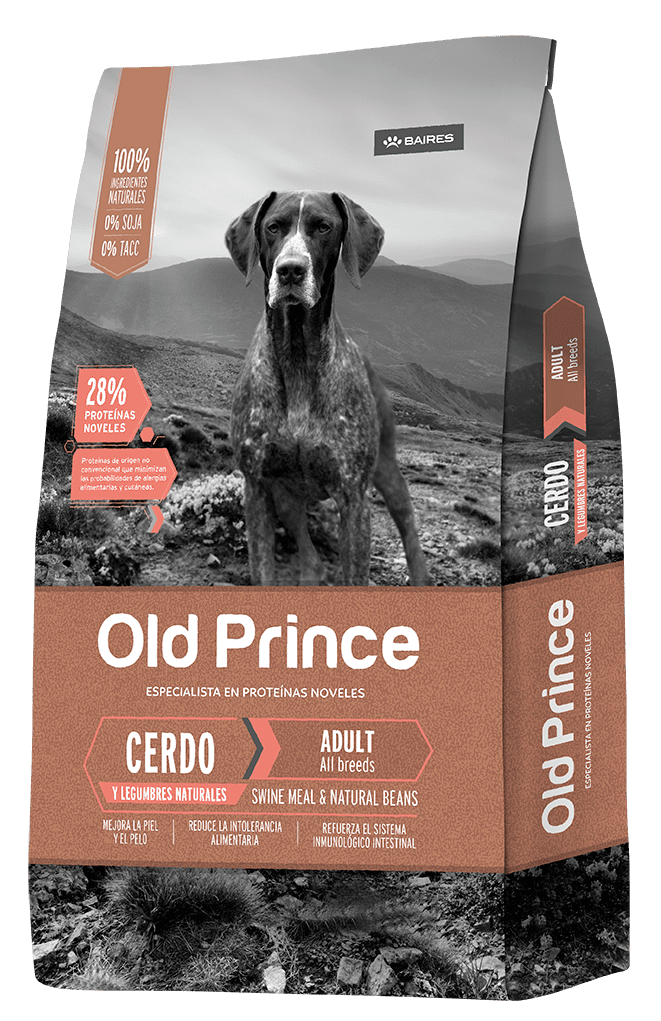 BAIRES
100%
INGREDIENTES
NATURALES
0% SOJA
0% TACC
28%
PROTEÍNAS
NOVELES
Proteínas de origen no
convencional que minimizan
las probabilidades de alergias
alimentarias y cutáneas.
Old Prince
ESPECIALISTA EN PROTEÍNAS NOVELES
CERDO
Y LEGUMBRES NATURALES
ADULT
All breeds
SWINE MEAL & NATURAL BEANS
MEJORA LA PIEL
Y EL PELO
REDUCE LA INTOLERANCIA
ALIMENTARIA
REFUERZA EL SISTEMA
INMUNOLÓGICO INTESTINAL
ADULT
All breeds
CERDO
Y LEGUMBRES NATURALES
Old Prince
ESPECIALISTA EN PROTEÍNAS NOVELES